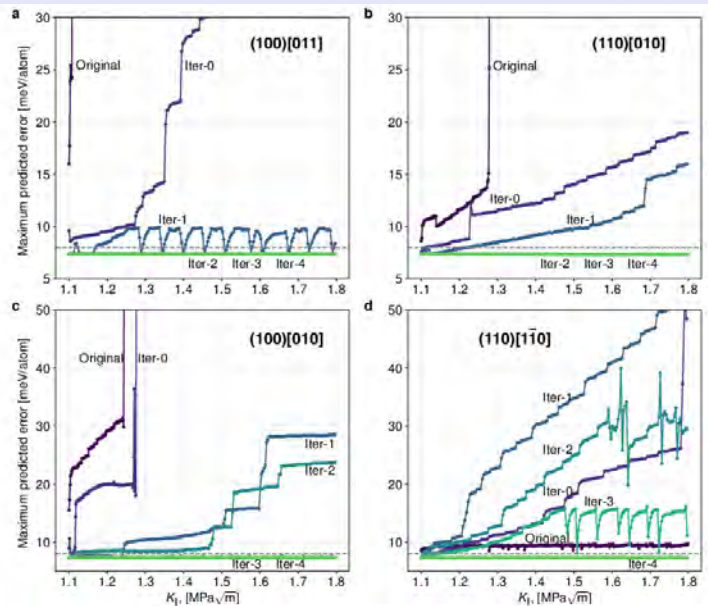 a
(100)[011]
Maximum predicted error [meV/atom]
30
25
20
15
10
5
Original
Iter-0
Iter-1
Iter-2
Iter-3
Iter-4
1.1 1.2 1.3 1.4 1.5 1.6 1.7 1.8
b
(110)[010]
30
25
20
15
10
5
Original
Iter-0
Iter-1
Iter-2
Iter-3
Iter-4
1.1 1.2 1.3 1.4 1.5 1.6 1.7 1.8
c
(100)[010]
Maximum predicted error [meV/atom]
50
40
30
20
10
Original
Iter-0
Iter-1
Iter-2
Iter-3
Iter-4
1.1 1.2 1.3 1.4 1.5 1.6 1.7 1.8
K_I, [MPa√m]
d
(110)[11̅0]
50
40
30
20
10
Iter-1
Iter-2
Iter-0
Iter-3
Original
Iter-4
1.1 1.2 1.3 1.4 1.5 1.6 1.7 1.8
K_I, [MPa√m]